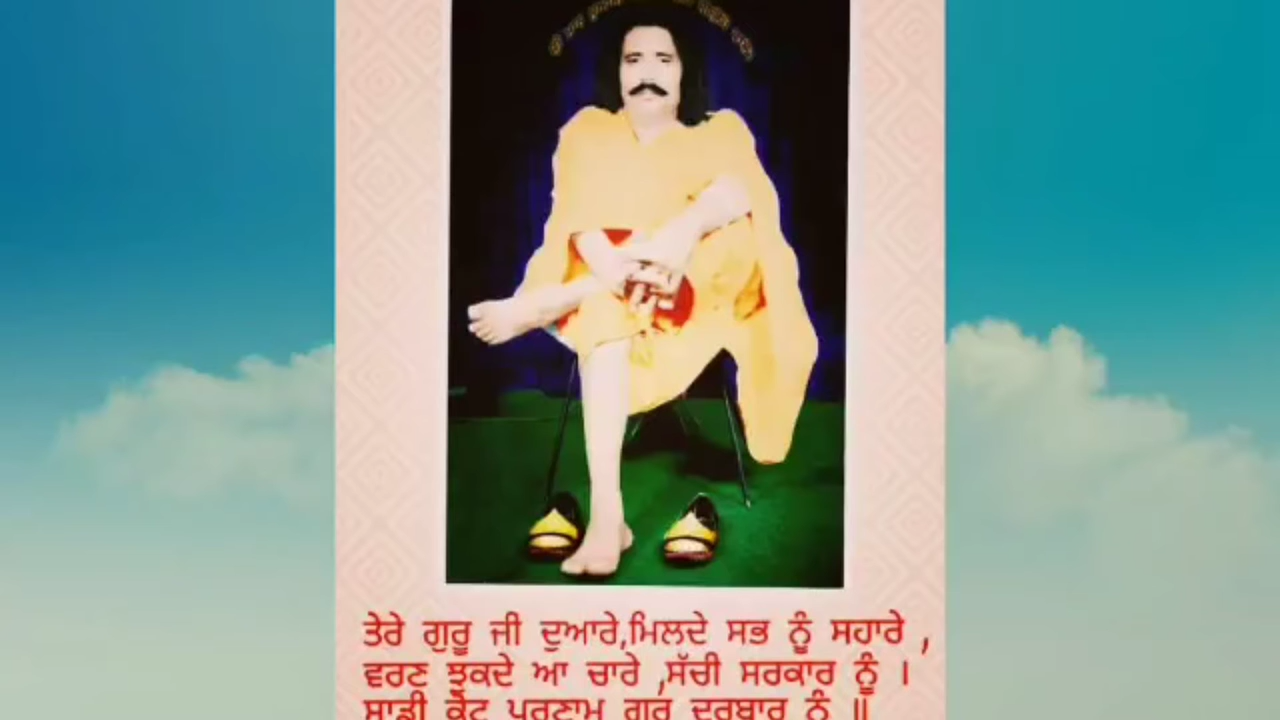 ਤੇਰੇ ਗੁਰੂ ਜੀ ਦੁਆਰੇ,ਮਿਲਦੇ ਸਭ ਨੂੰ ਸਹਾਰੇ ,
ਵਰਣ ਝੁਕਦੇ ਆ ਚਾਰੇ ,ਸੱਚੀ ਸਰਕਾਰ ਨੂੰ ।
ਸਾਡੀ ਕੋਟ ਪਰਣਾਮ ਗੁਰੂ ਦਰਬਾਰ ਨੂੰ ॥